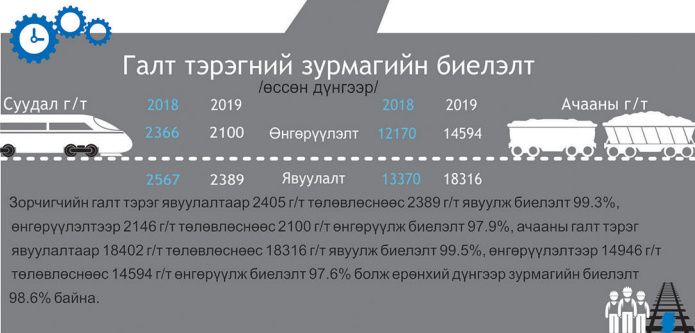 Галт тэрэгний зурмагийн биелэлт
/өссөн дүнгээр/
Суудал г/т 2018 2019 2018 2019 Ачааны г/т
2366 2100 Өнгөрүүлэлт 12170 14594
2567 2389 Явуулалт 13370 18316
Зорчигчийн галт тэрэг явуулалтаар 2405 г/т төлөвлөснөөс 2389 г/т явуулж биелэлт 99.3%,
өнгөрүүлэлтээр 2146 г/т төлөвлөснөөс 2100 г/т өнгөрүүлж биелэлт 97.9%, ачааны галт тэрэг
явуулалтаар 18402 г/т төлөвлөснөөс 18316 г/т явуулж биелэлт 99.5%, өнгөрүүлэлтээр 14946 г/т
төлөвлөснөөс 14594 г/т өнгөрүүлж биелэлт 97.6% болж ерөнхий дүнгээр зурмагийн биелэлт
98.6% байна.